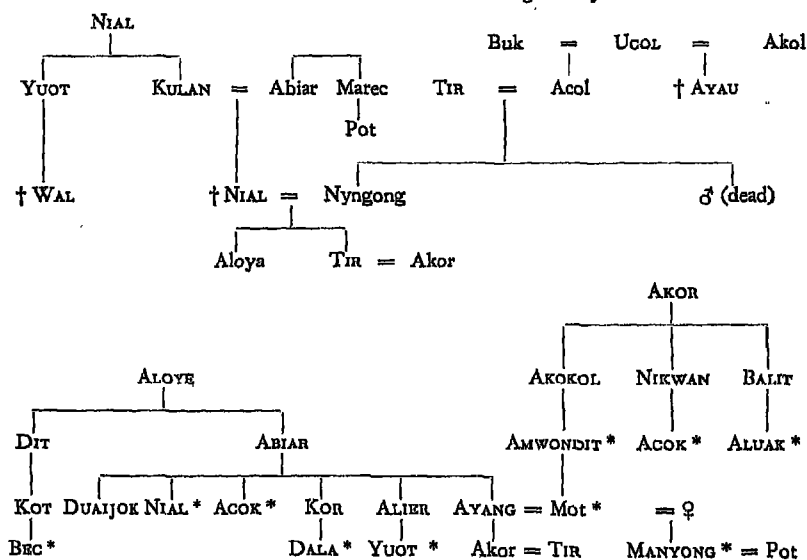 NIAL
Buk = UCOL = Akol
YUOT KULAN = Abiar Marec TIR = Acol † AYAU
Pot
† WAL † NIAL = Nyngong ♂ (dead)
Aloya TIR = Akor
AKOR
ALOYE AKOKOL NIKWAN BALIT
DIT ABIAR AMWONDIT * ACOK * ALUAK *
KOT DUAIJOK NIAL * ACOK * KOR ALIER AYANG = MOT * = ♀
BEC * DALA * YUOT * Akor = TIR MANYONG * = Pot